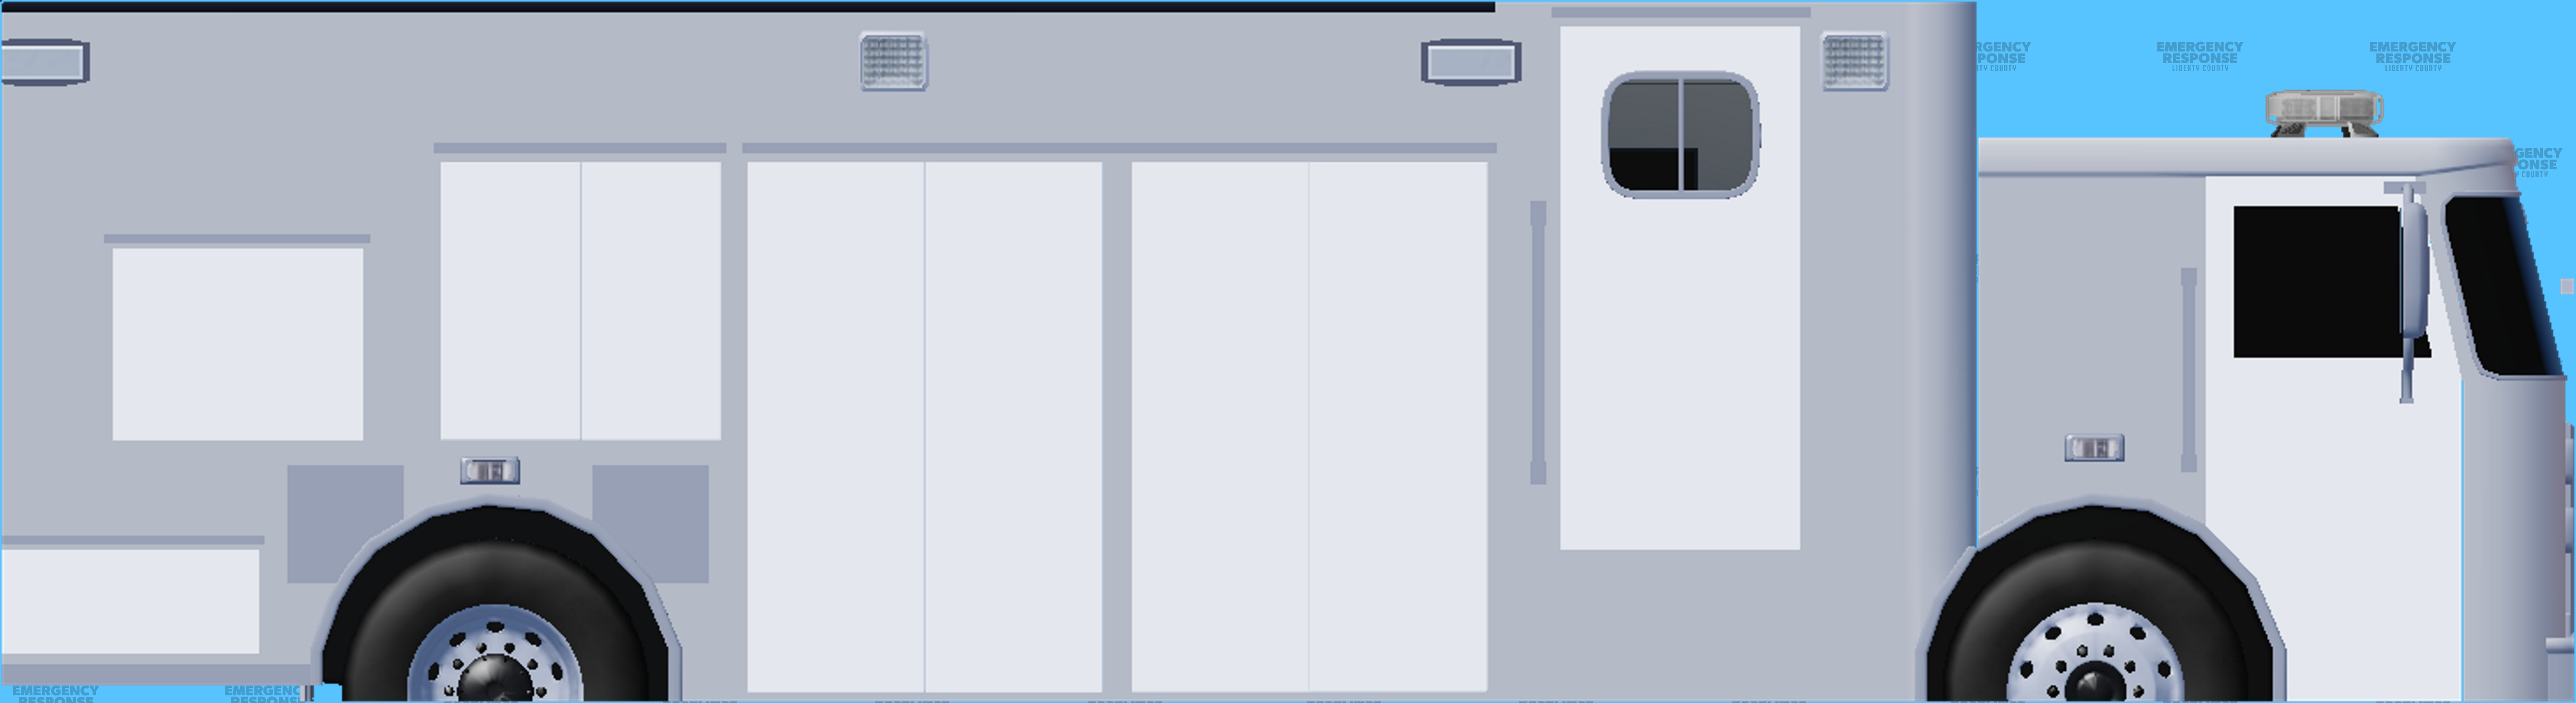 RGENCY
PONSE
TY COUNTY
EMERGENCY
RESPONSE
LIBERTY COUNTY
EMERGENCY
RESPONSE
LIBERTY COUNTY
GENCY
ONSE
COUNTY
EMERGENCY
RESPONSE
EMERGENC
RESPONS